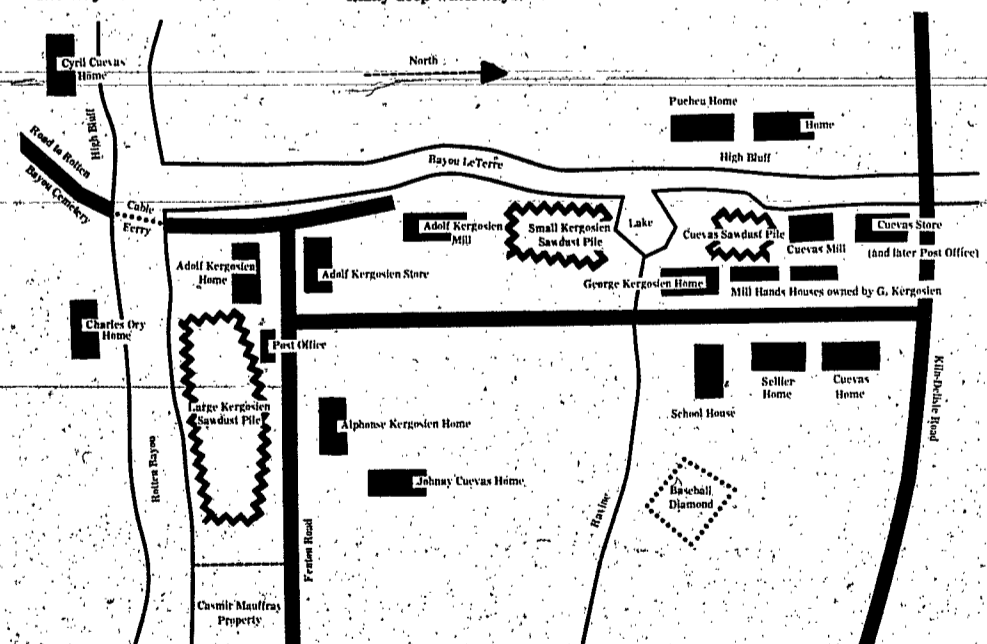 Cyril Cuevas
Home
High Bluff
North
Pucheu Home
Home
High Bluff
Road to Rotten
Bayou Cemetery
Cable
Ferry
Bayou LeTerre
Adolf Kergosien
Mill
Small Kergosien
Sawdust Pile
Lake
Cuevas Sawdust Pile
Cuevas Mill
Cuevas Store
(And later Post Office)
Adolf Kergosien
Home
Adolf Kergosien Store
George Kergosien Home
Mill Hands Houses owned by G. Kergosien
Charles Ory
Home
Post Office
School House
Sellier
Home
Cuevas
Home
Kiln-Delisle Road
Large Kergosien
Sawdust Pile
Alphonse Kergosien Home
Johnny Cuevas Home
Rotten Bayou
Fenton Road
Ravine
Baseball
Diamond
Casmir Mauffray
Property